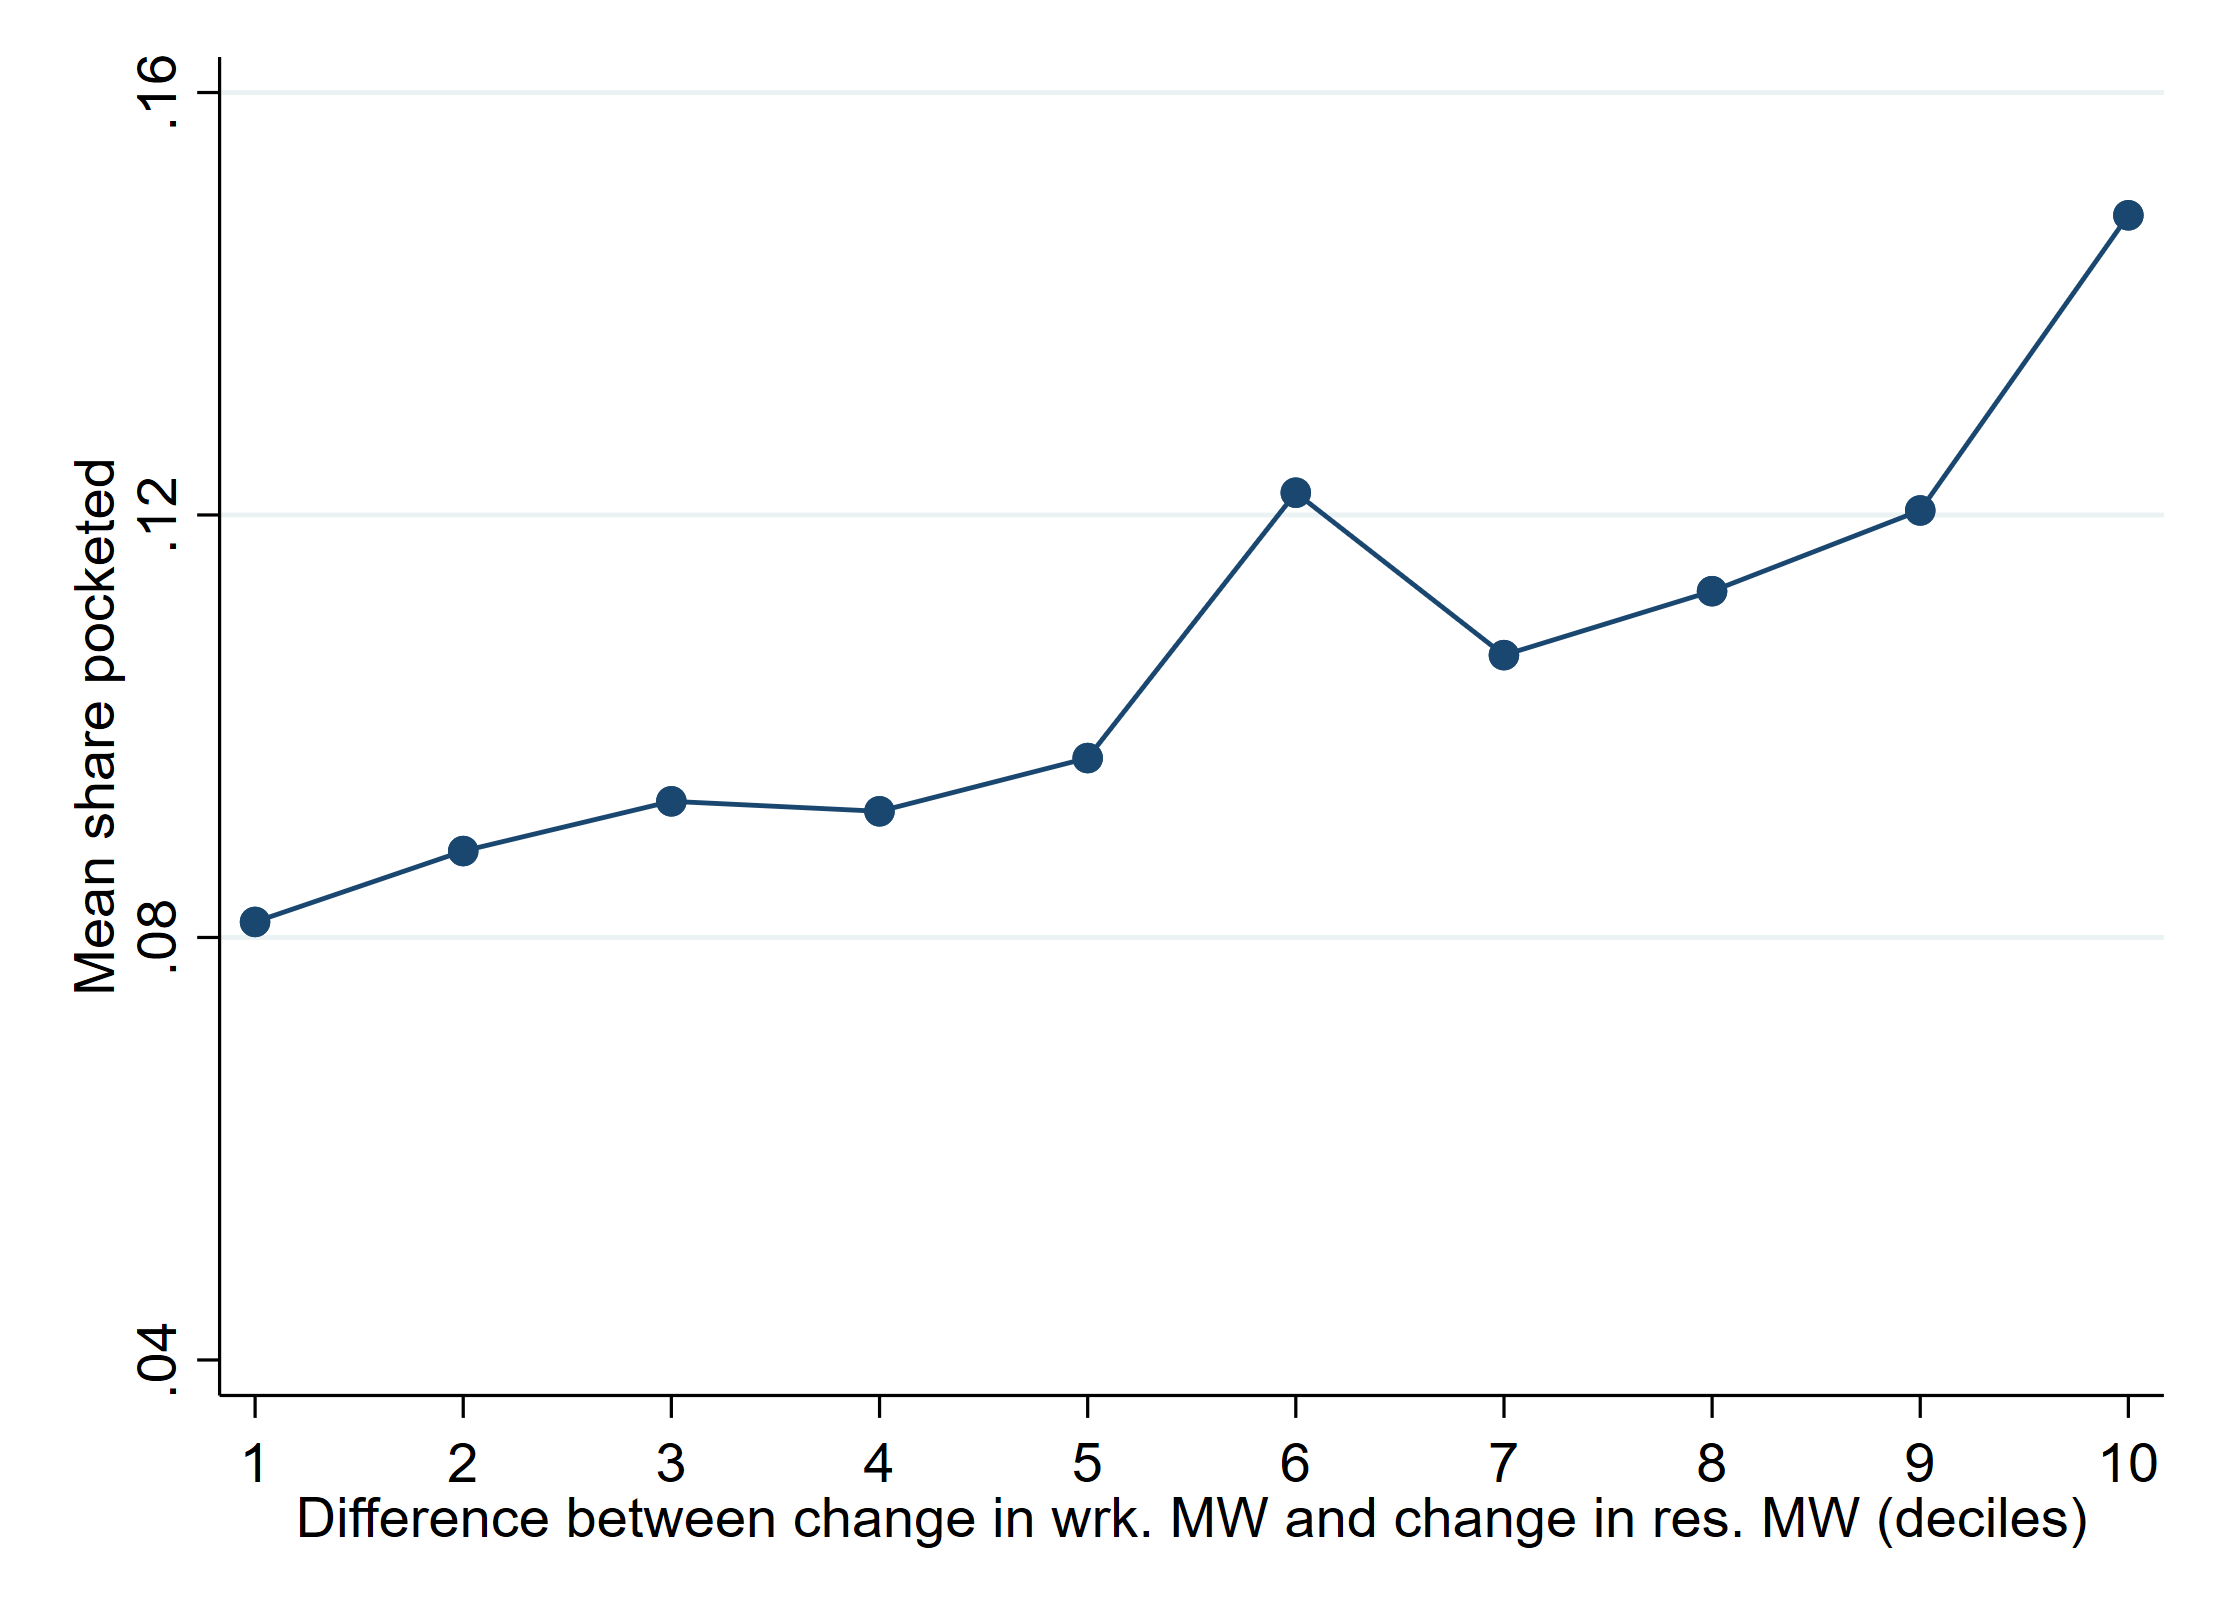 Mean share pocketed
.16
.12
.08
.04
1 2 3 4 5 6 7 8 9 10
Difference between change in wrk. MW and change in res. MW (deciles)